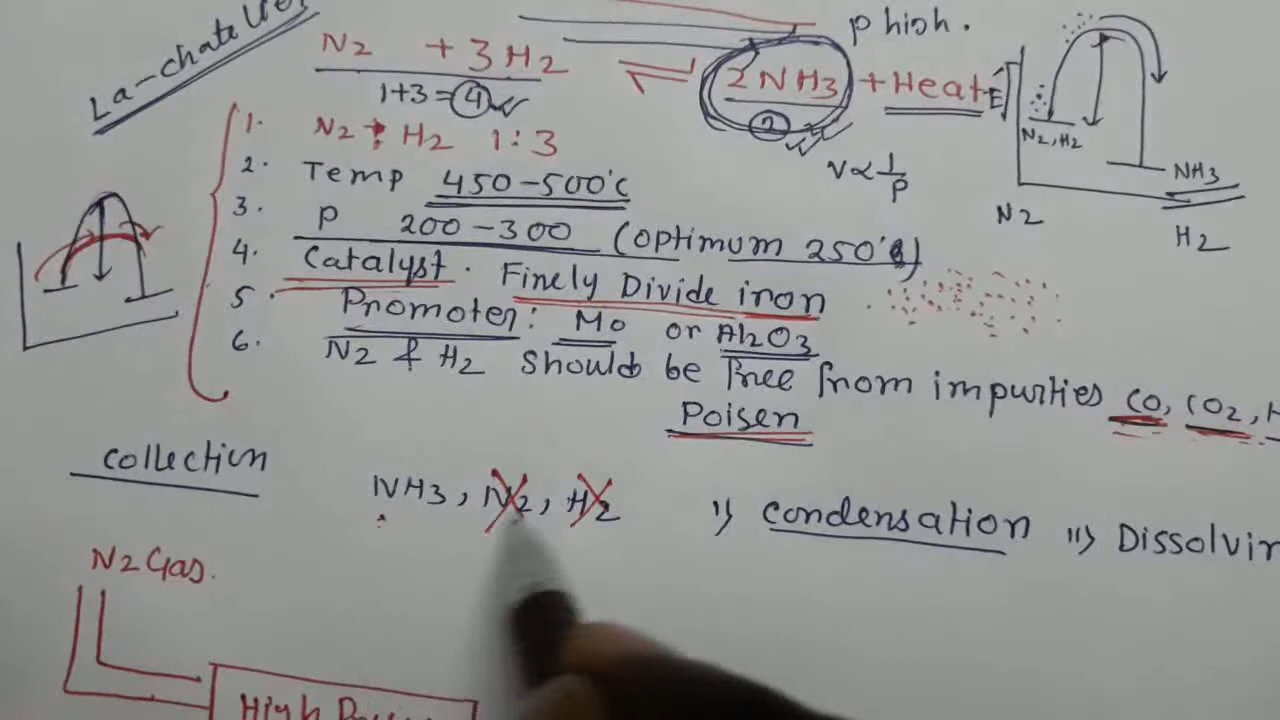 La-chatelier
P high.
N2 + 3H2 ⇌ 2NH3 + Heat
1+3=4
2
V∝1/P
E
N2, H2
NH3
N2
H2
1. N2 : H2 1:3
2. Temp 450-500°C
3. P 200-300 (optimum 250)
4. Catalyst. Finely Divide iron
5. Promoter: Mo or Al2O3
6. N2 & H2 should be free from impurties CO, CO2, H
Poisen
collection
NH3, N2, H2 i) condensation ii) Dissolvin
N2 Gas.
High